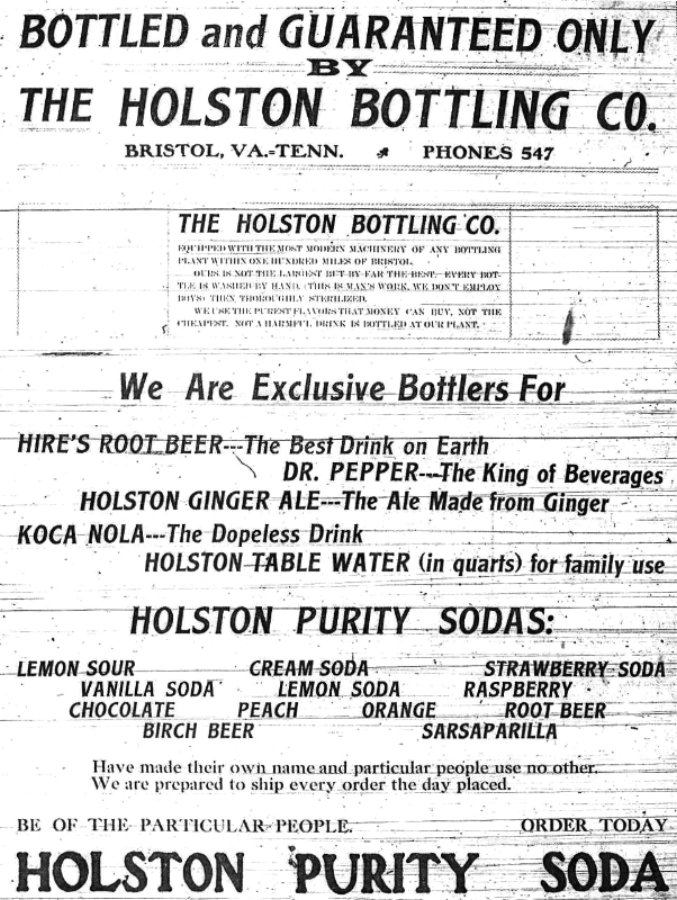 BOTTLED and GUARANTEED ONLY
BY
THE HOLSTON BOTTLING CO.
BRISTOL, VA.-TENN. PHONES 547
THE HOLSTON BOTTLING CO.
EQUIPPED WITH THE MOST MODERN MACHINERY OF ANY BOTTLING
PLANT WITHIN ONE HUNDRED MILES OF BRISTOL.
OURS IS NOT THE LARGEST BUT BY FAR THE BEST. EVERY BOT-
TLE IS WASHED BY HAND, (THIS IS MAN'S WORK, WE DON'T EMPLOY
BOYS) THEN THOROUGHLY STERILIZED.
WE USE THE PUREST FLAVORS THAT MONEY CAN BUY, NOT THE
CHEAPEST. NOT A HARMFUL DRINK IS BOTTLED AT OUR PLANT.
We Are Exclusive Bottlers For
HIRE'S ROOT BEER---The Best Drink on Earth
DR. PEPPER---The King of Beverages
HOLSTON GINGER ALE---The Ale Made from Ginger
KOCA NOLA---The Dopeless Drink
HOLSTON TABLE WATER (in quarts) for family use
HOLSTON PURITY SODAS:
LEMON SOUR CREAM SODA STRAWBERRY SODA
VANILLA SODA LEMON SODA RASPBERRY
CHOCOLATE PEACH ORANGE ROOT BEER
BIRCH BEER SARSAPARILLA
Have made their own name and particular people use no other.
We are prepared to ship every order the day placed.
BE OF THE PARTICULAR PEOPLE. ORDER TODAY
HOLSTON PURITY SODA